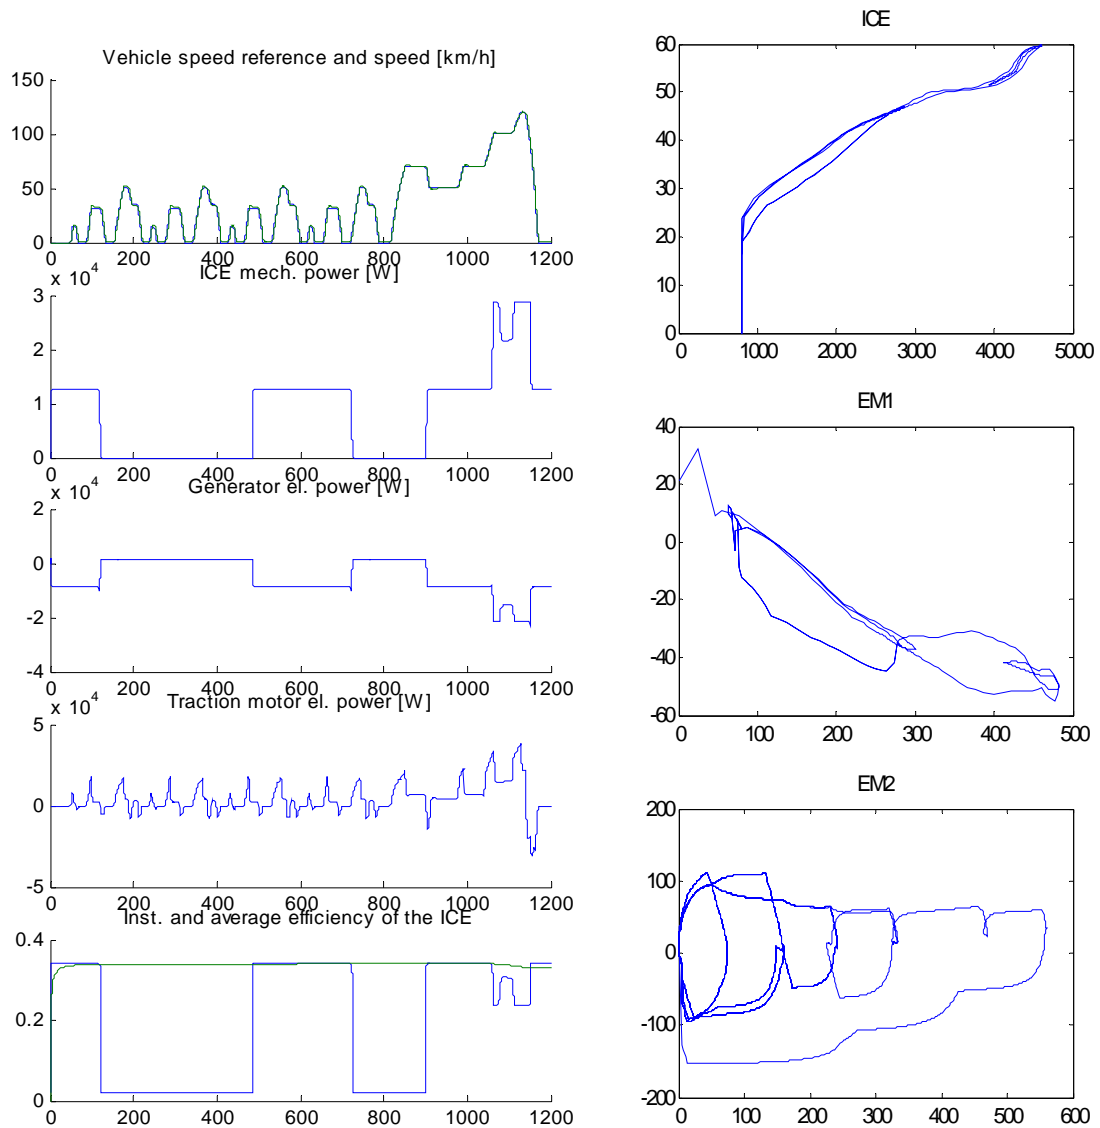 Vehicle speed reference and speed [km/h]
150
100
50
0
0 200 400 600 800 1000 1200
x 10^4
ICE mech. power [W]
3
2
1
0
0 200 400 600 800 1000 1200
x 10^4
Generator el. power [W]
2
0
-2
-4
0 200 400 600 800 1000 1200
x 10^4
Traction motor el. power [W]
5
0
-5
0 200 400 600 800 1000 1200
Inst. and average efficiency of the ICE
0.4
0.2
0
0 200 400 600 800 1000 1200
ICE
60
50
40
30
20
10
0
0 1000 2000 3000 4000 5000
EM1
40
20
0
-20
-40
-60
0 100 200 300 400 500
EM2
200
100
0
-100
-200
0 100 200 300 400 500 600